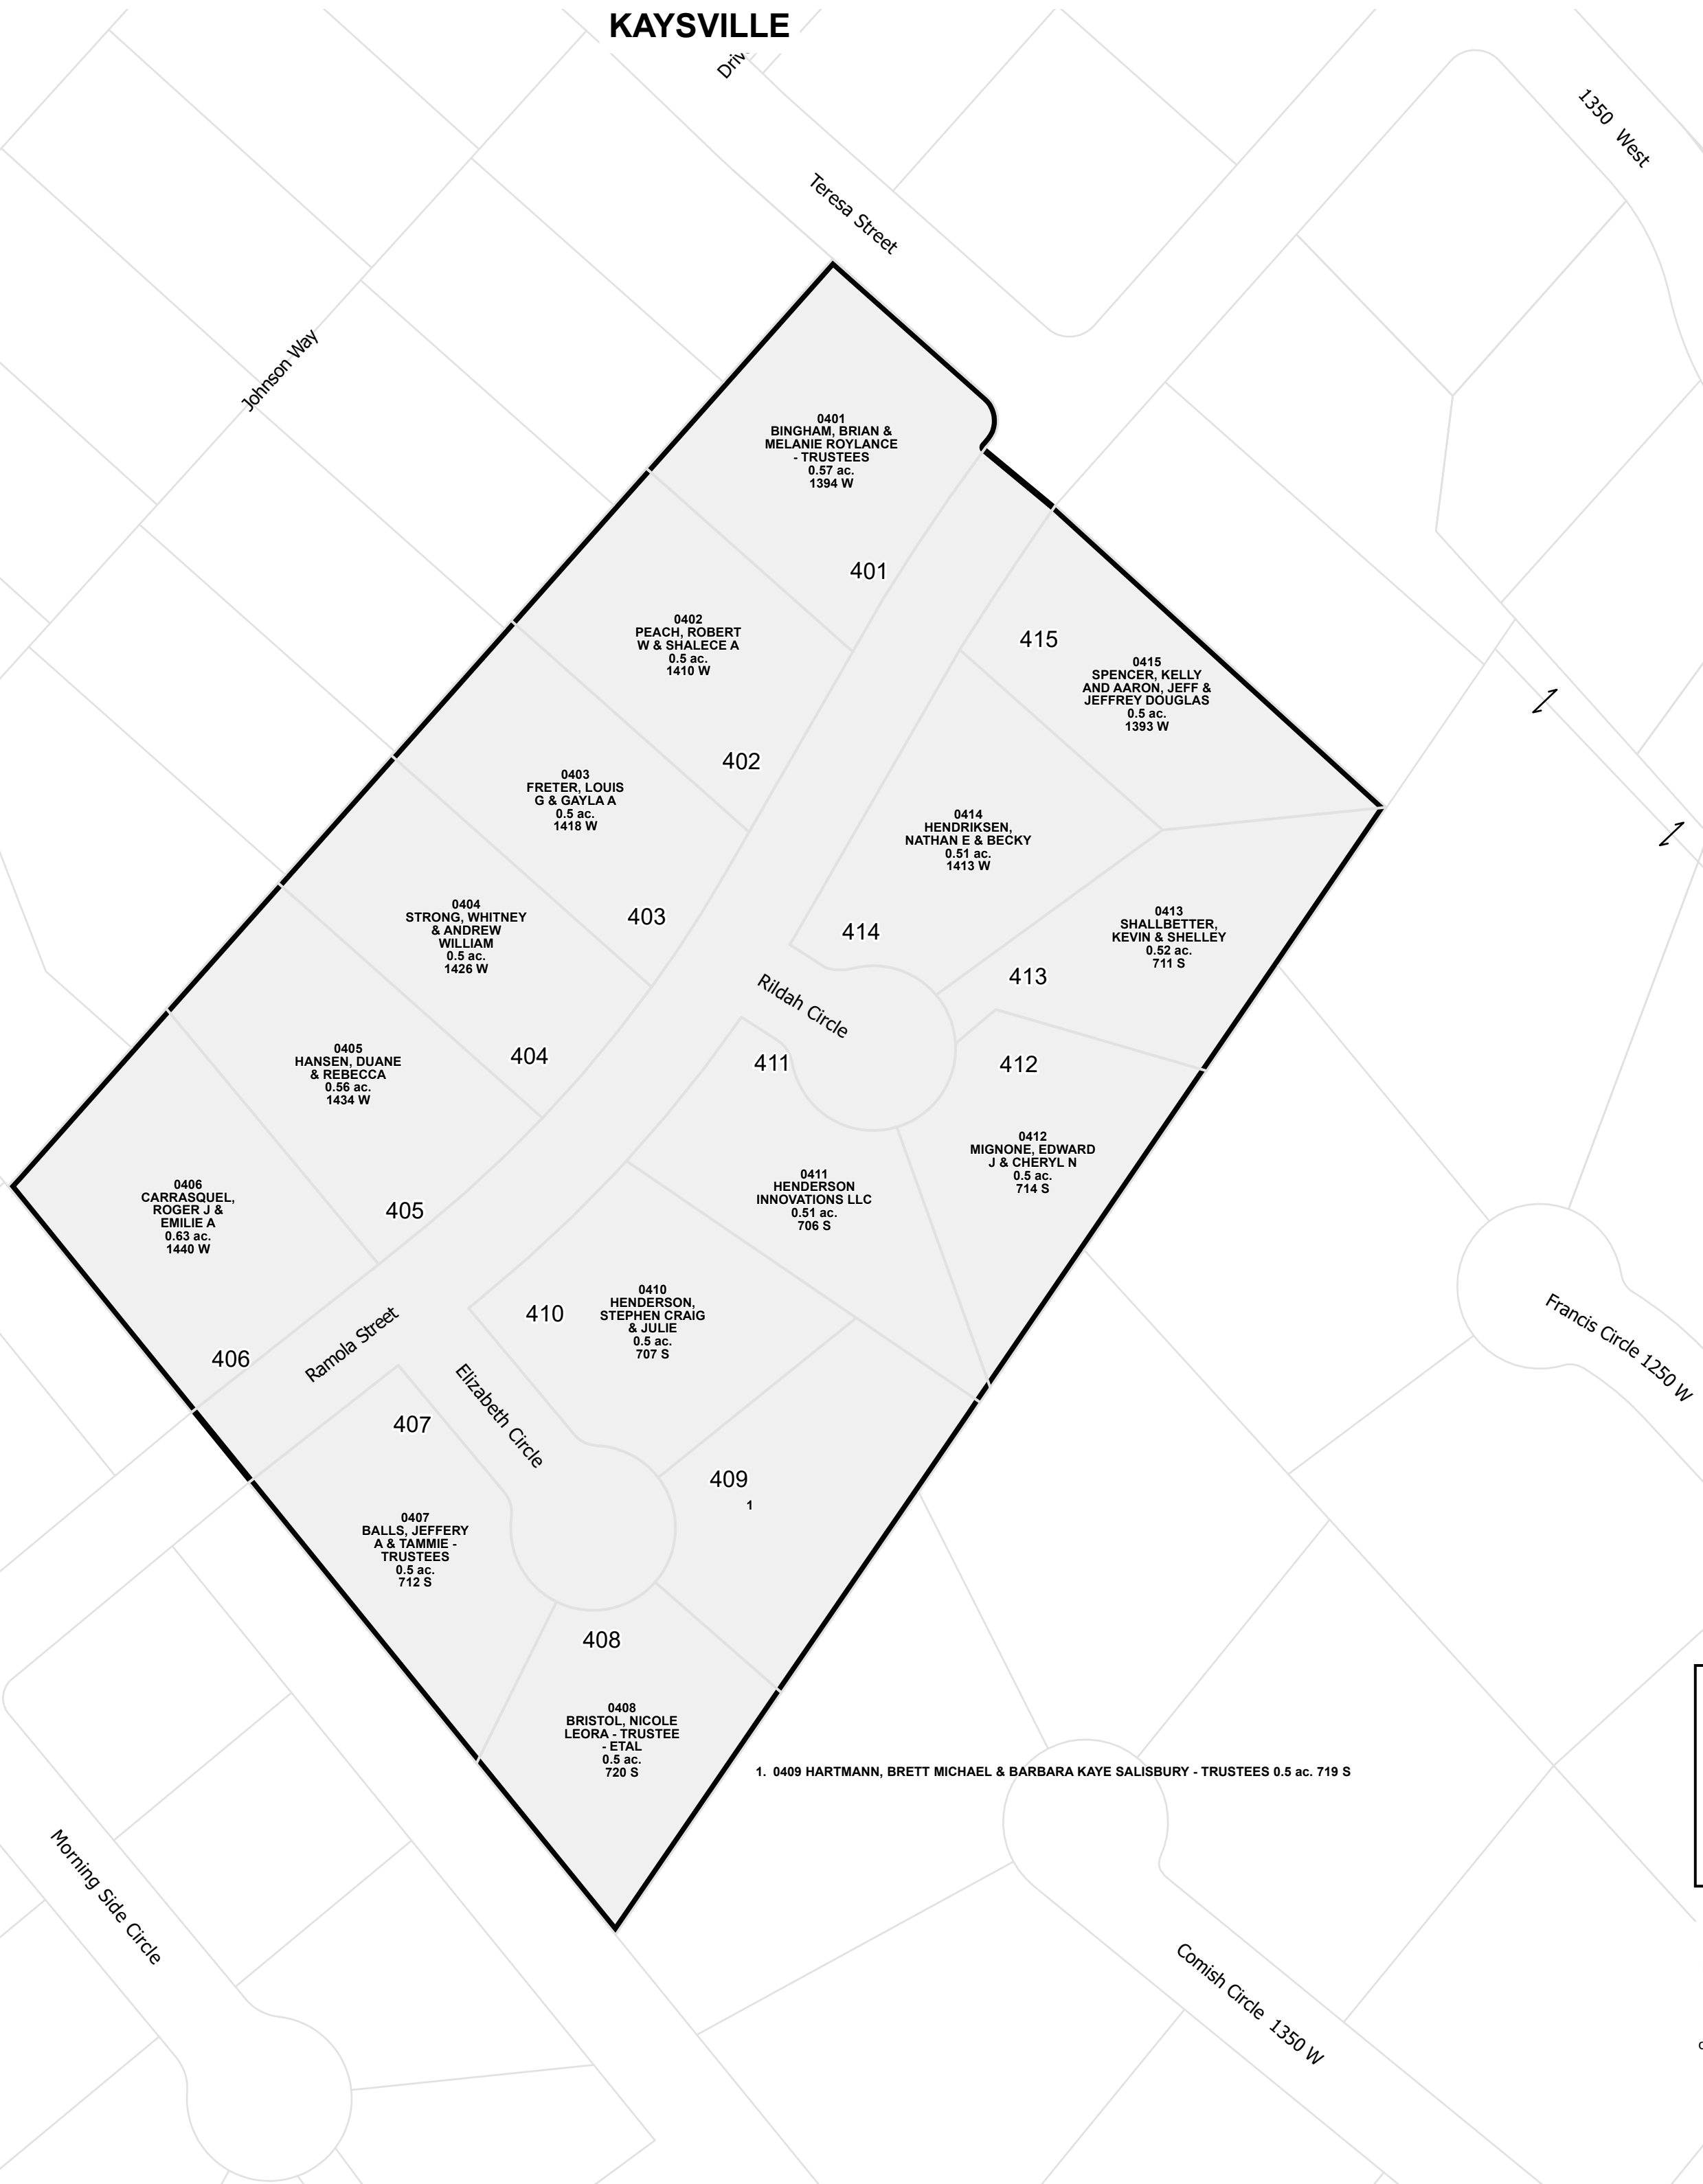 KAYSVILLE
1350 West
Teresa Street
Johnson Way
0401
BINGHAM, BRIAN &
MELANIE ROYLANCE
- TRUSTEES
0.57 ac.
1394 W
401
0402
PEACH, ROBERT
W & SHALECE A
0.5 ac.
1410 W
402
415
0415
SPENCER, KELLY
AND AARON, JEFF &
JEFFREY DOUGLAS
0.5 ac.
1393 W
0403
FRETER, LOUIS
G & GAYLA A
0.5 ac.
1418 W
403
0414
HENDRIKSEN,
NATHAN E & BECKY
0.51 ac.
1413 W
414
0404
STRONG, WHITNEY
& ANDREW
WILLIAM
0.5 ac.
1426 W
404
0413
SHALLBETTER,
KEVIN & SHELLEY
0.52 ac.
711 S
413
Rildah Circle
0405
HANSEN, DUANE
& REBECCA
0.56 ac.
1434 W
405
411
412
0412
MIGNONE, EDWARD
J & CHERYL N
0.5 ac.
714 S
0411
HENDERSON
INNOVATIONS LLC
0.51 ac.
706 S
0406
CARRASQUEL,
ROGER J &
EMILIE A
0.63 ac.
1440 W
406
Ramola Street
410
0410
HENDERSON,
STEPHEN CRAIG
& JULIE
0.5 ac.
707 S
Elizabeth Circle
Francis Circle 1250 W
407
0407
BALLS, JEFFERY
A & TAMMIE -
TRUSTEES
0.5 ac.
712 S
409
1
408
0408
BRISTOL, NICOLE
LEORA - TRUSTEE
- ETAL
0.5 ac.
720 S
1. 0409 HARTMANN, BRETT MICHAEL & BARBARA KAYE SALISBURY - TRUSTEES 0.5 ac. 719 S
Morning Side Circle
Comish Circle 1350 W